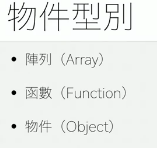 物件型別
• 陣列（Array）
• 函數（Function）
• 物件（Object）